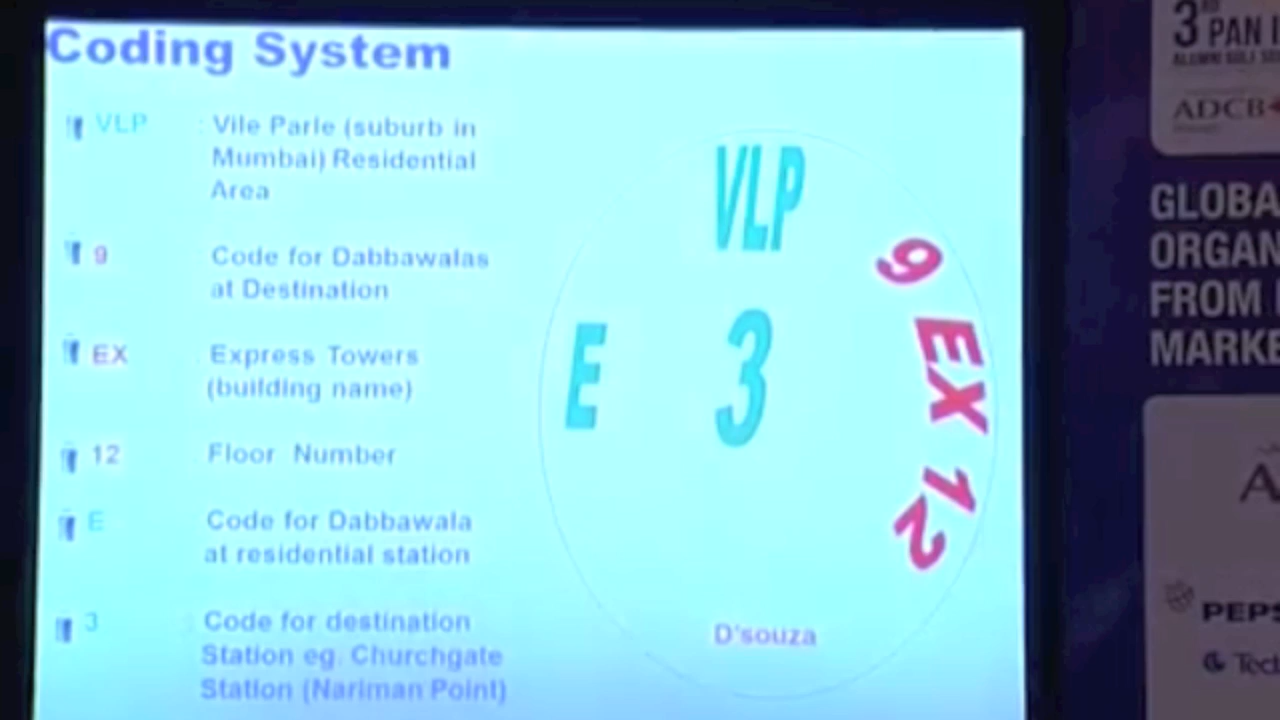 Coding System
VLP : Vile Parle (suburb in
Mumbai) Residential
Area
9 Code for Dabbawalas
at Destination
EX : Express Towers
(building name)
12 : Floor Number
E Code for Dabbawala
at residential station
3 : Code for destination
Station eg. Churchgate
Station (Nariman Point)
VLP
9
EX
12
E
3
D'souza
3RD
PAN
ADCB
GLOBA
ORGAN
FROM
MARKE
A
PEPS
Tech